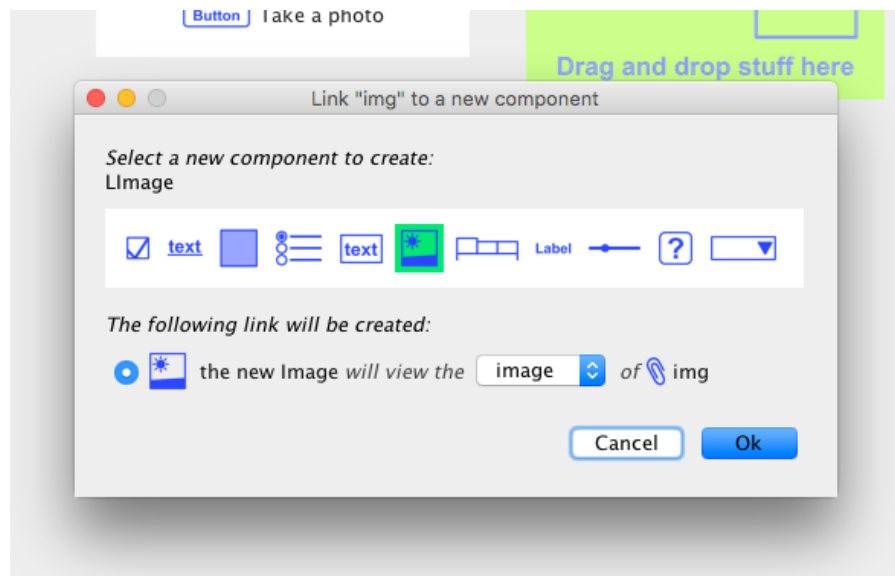 Button Take a photo
Drag and drop stuff here
Link "img" to a new component
Select a new component to create:
LImage
text text Label ?
The following link will be created:
the new Image will view the image of img
Cancel Ok